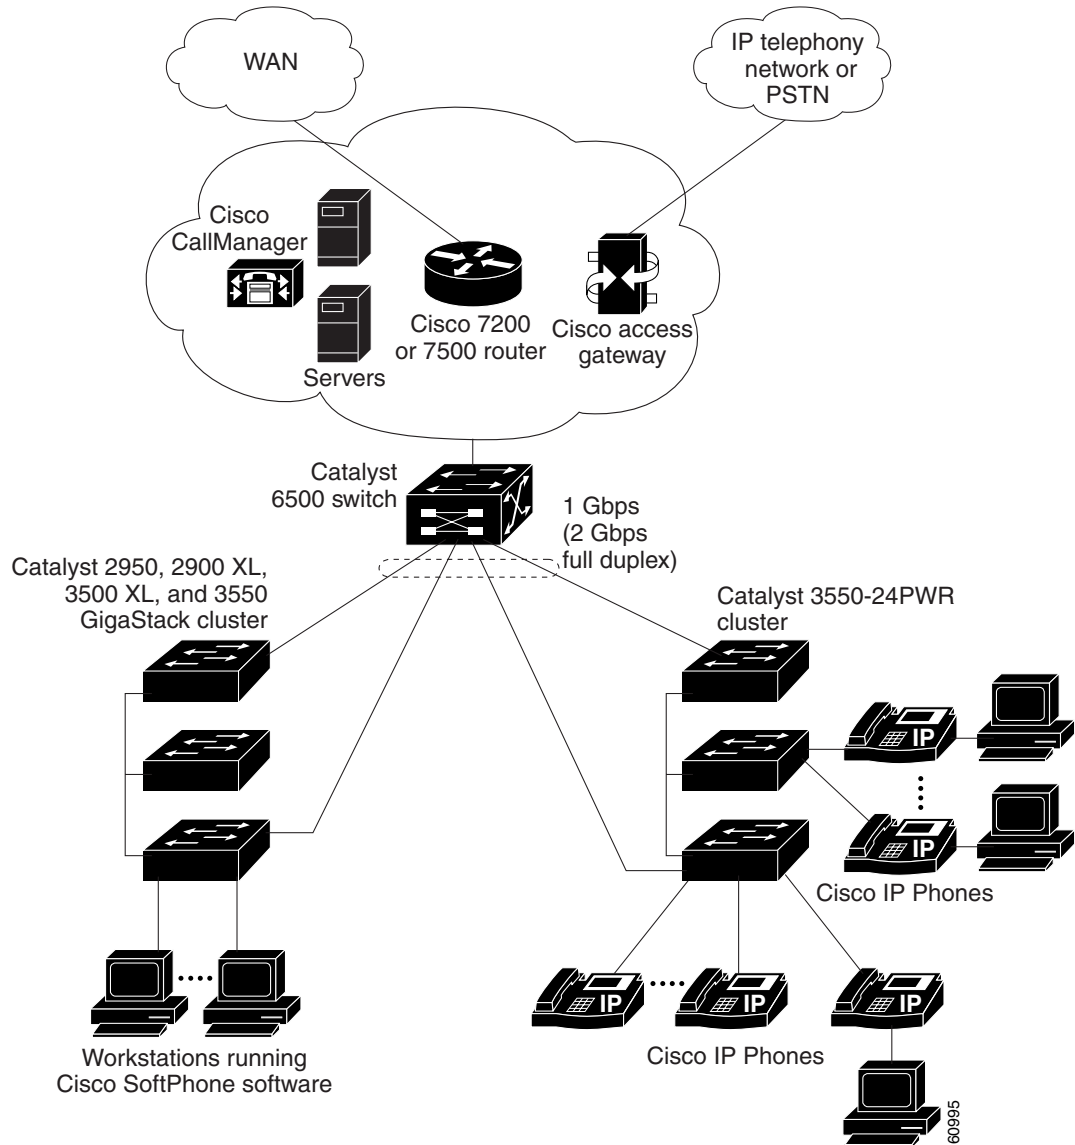 WAN
IP telephony
network or
PSTN
Cisco
CallManager
Servers
Cisco 7200
or 7500 router
Cisco access
gateway
Catalyst
6500 switch
1 Gbps
(2 Gbps
full duplex)
Catalyst 2950, 2900 XL,
3500 XL, and 3550
GigaStack cluster
Catalyst 3550-24PWR
cluster
IP
IP
Cisco IP Phones
IP
IP
IP
Cisco IP Phones
Workstations running
Cisco SoftPhone software
60995